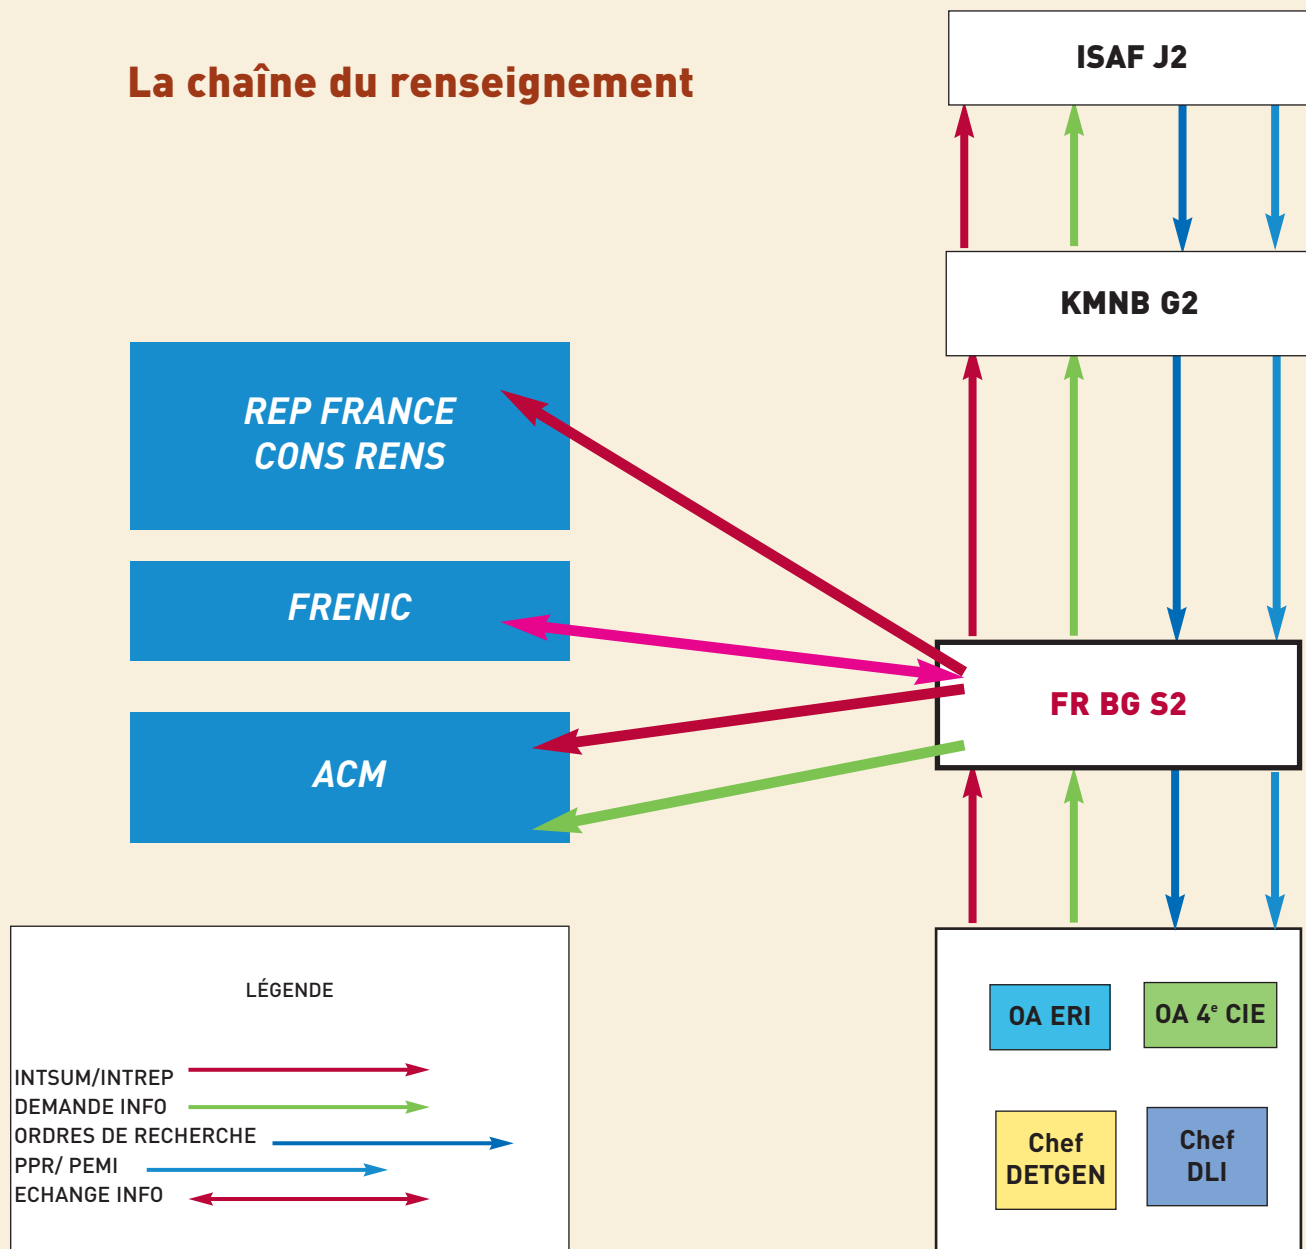 La chaîne du renseignement
ISAF J2
KMNB G2
REP FRANCE
CONS RENS
FRENIC
ACM
FR BG S2
OA ERI
OA 4e CIE
Chef
DETGEN
Chef
DLI
LÉGENDE
INTSUM/INTREP
DEMANDE INFO
ORDRES DE RECHERCHE
PPR/ PEMI
ECHANGE INFO